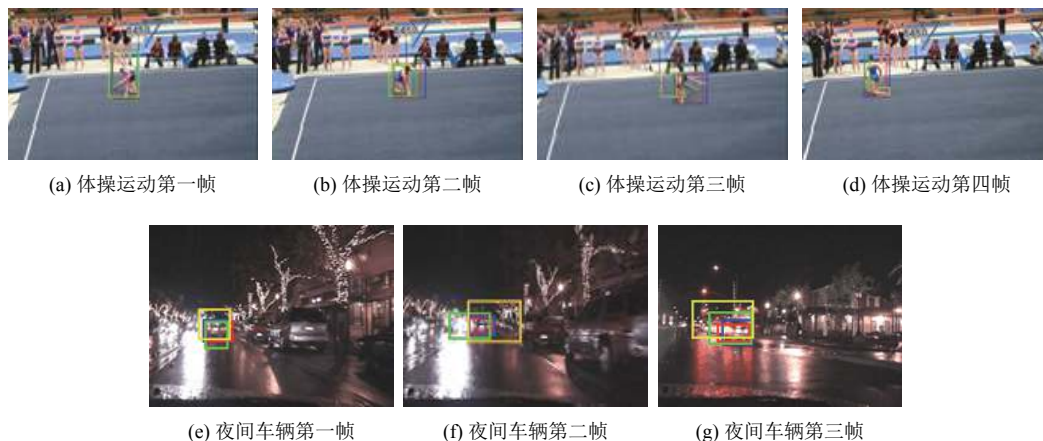 (a) 体操运动第一帧
(b) 体操运动第二帧
(c) 体操运动第三帧
(d) 体操运动第四帧
(e) 夜间车辆第一帧
(f) 夜间车辆第二帧
(g) 夜间车辆第三帧